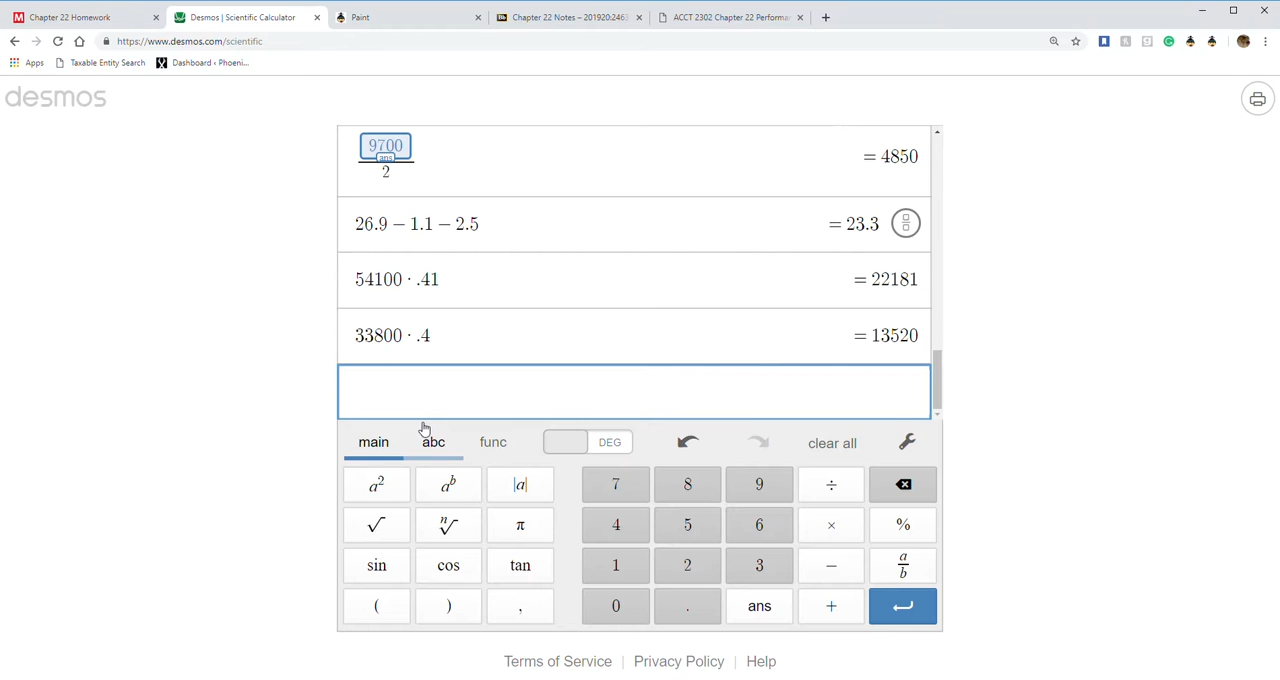 Chapter 22 Homework
Desmos | Scientific Calculator
Paint
Chapter 22 Notes – 201920:2463
ACCT 2302 Chapter 22 Performa
https://www.desmos.com/scientific
Apps
Taxable Entity Search
Dashboard ‹ Phoeni...
desmos
9700
ans
2
= 4850
26.9 − 1.1 − 2.5 = 23.3
54100 · .41 = 22181
33800 · .4 = 13520
main abc func DEG clear all
a² aᵇ |a| 7 8 9 ÷
√ ⁿ√ π 4 5 6 × %
sin cos tan 1 2 3 − a/b
( ) , 0 . ans +
Terms of Service | Privacy Policy | Help